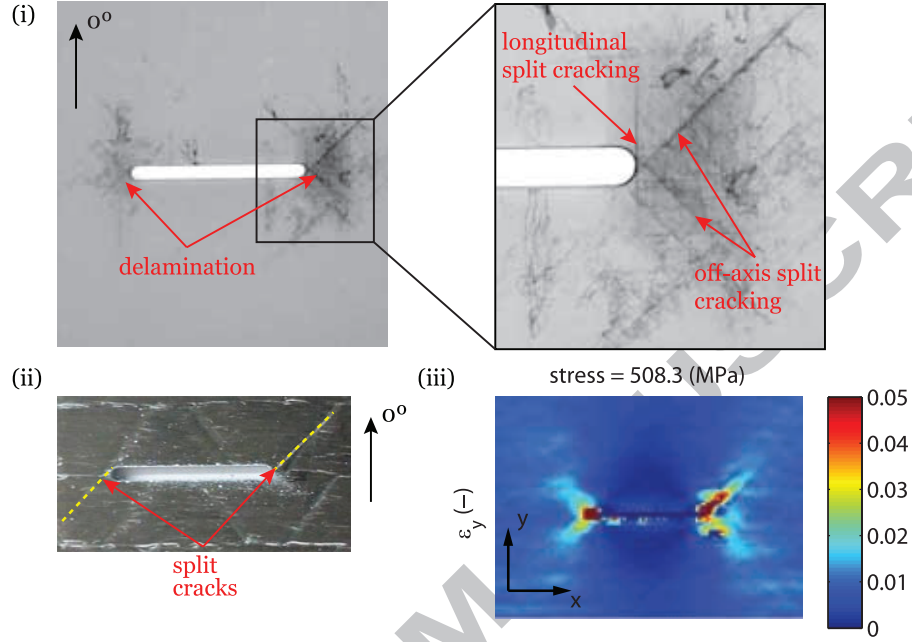 (i)
0°
delamination
longitudinal
split cracking
off-axis split
cracking
(ii)
0°
split
cracks
(iii)
stress = 508.3 (MPa)
ε_y (–)
y
x
0.05
0.04
0.03
0.02
0.01
0